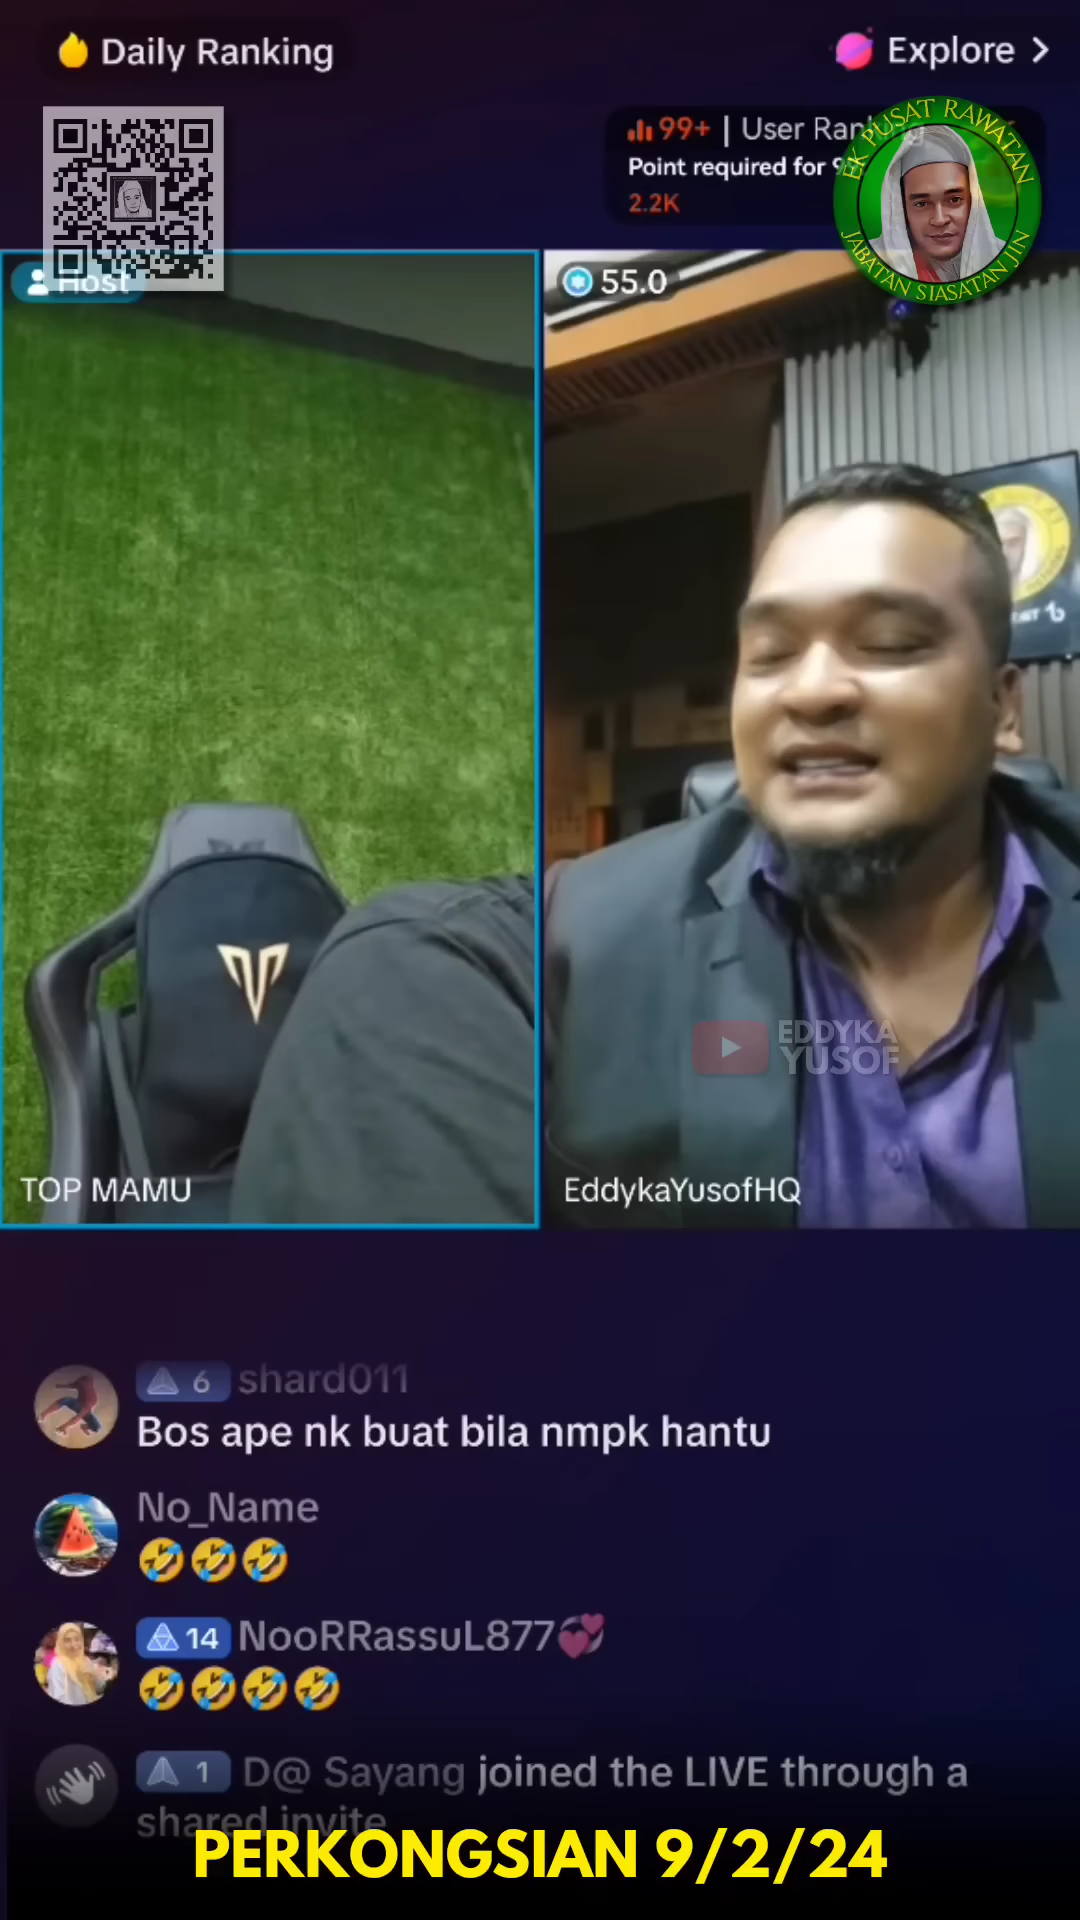 Daily Ranking
Explore
99+ | User Ran
Point required for 9
2.2K
EK PUSAT RAWATAN
JABATAN SIASATAN JIN
Host
55.0
EDDYKA
YUSOF
TOP MAMU
EddykaYusofHQ
6 shard011
Bos ape nk buat bila nmpk hantu
No_Name
🤣🤣🤣
14 NooRRassuL877💞
🤣🤣🤣🤣
1 D@ Sayang joined the LIVE through a
shared invite
PERKONGSIAN 9/2/24